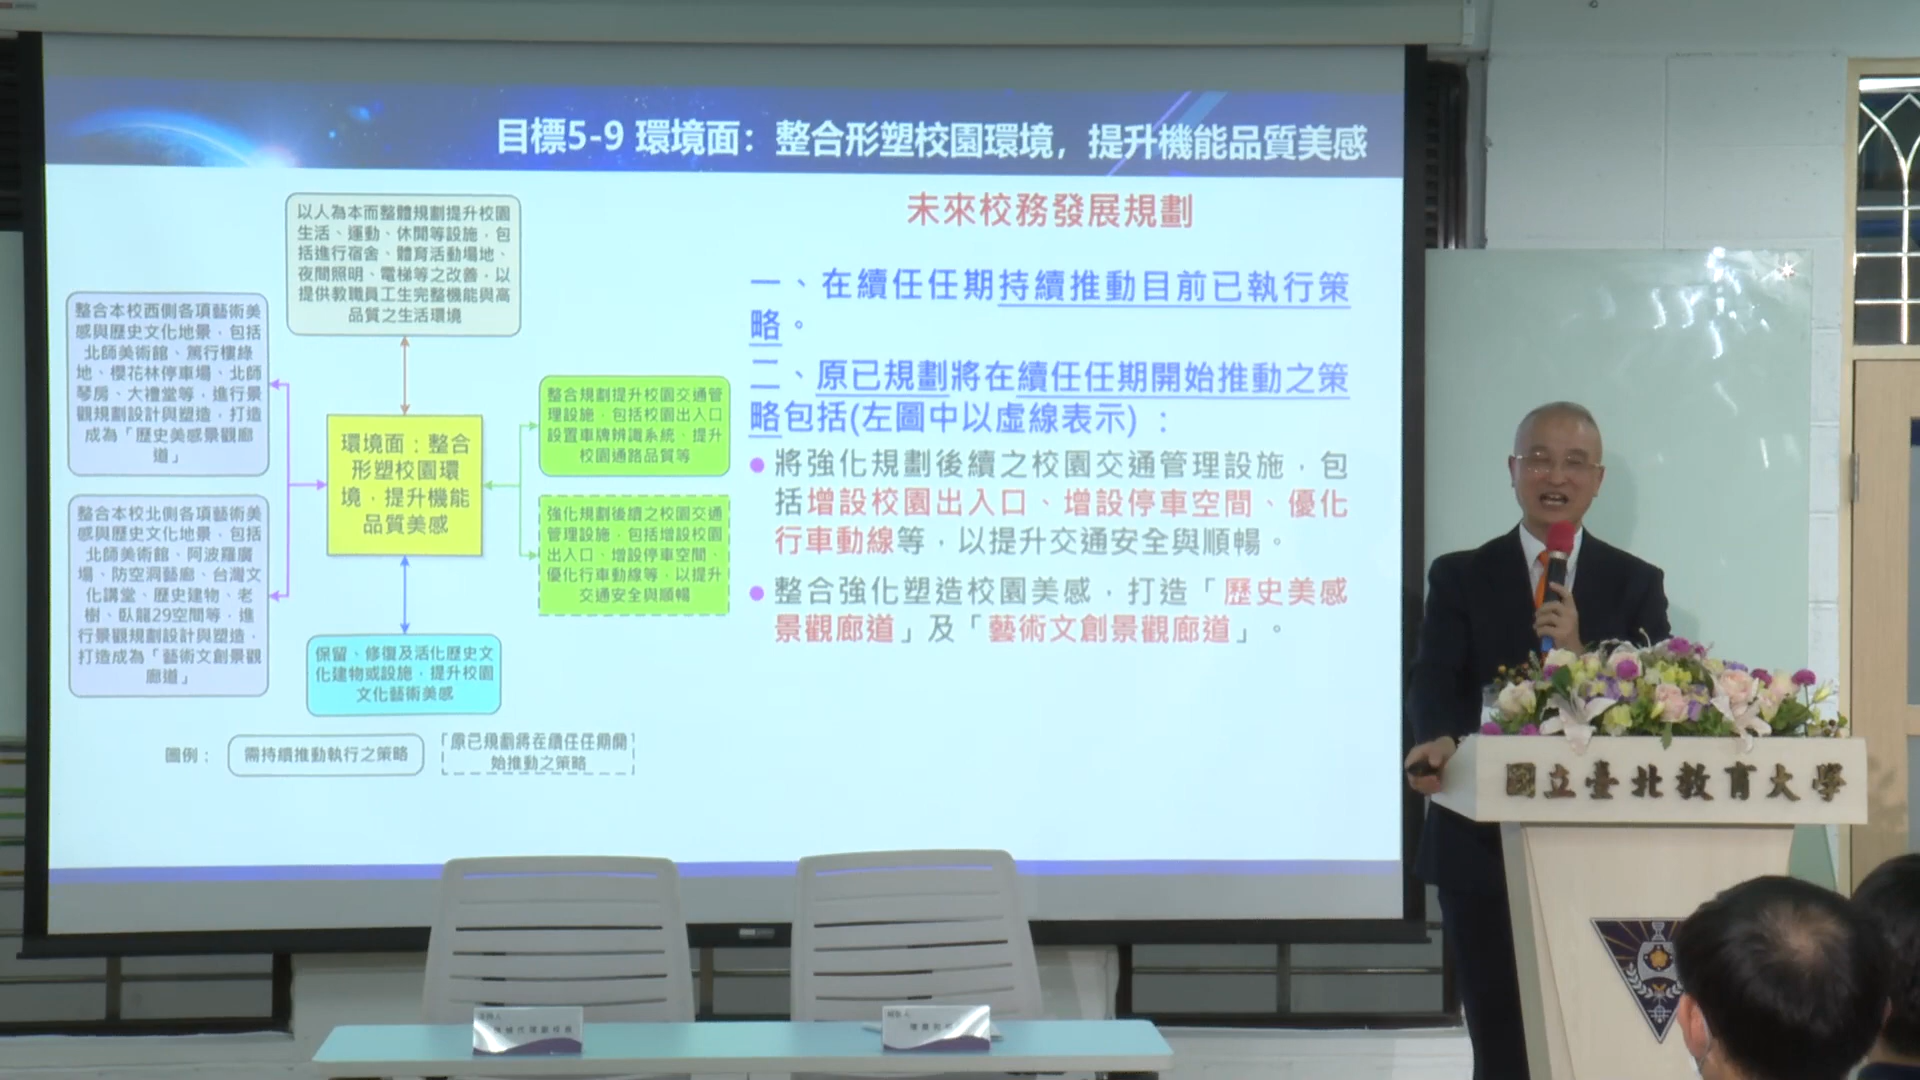 目標5-9 環境面：整合形塑校園環境，提升機能品質美感
以人為本而整體規劃提升校園
生活、運動、休閒等設施，包
括進行宿舍、體育活動場地、
夜間照明、電梯等之改善，以
提供教職員工生完整機能與高
品質之生活環境
整合本校西側各項藝術美
感與歷史文化地景，包括
北師美術館、篤行樓綠
地、櫻花林停車場、北師
琴房、大禮堂等，進行景
觀規劃設計與塑造，打造
成為「歷史美感景觀廊
道」
整合本校北側各項藝術美
感與歷史文化地景，包括
北師美術館、阿波羅廣
場、防空洞藝廊、台灣文
化講堂、歷史建物、老
樹、臥龍29空間等，進
行景觀規劃設計與塑造，
打造成為「藝術文創景觀
廊道」
環境面：整合
形塑校園環
境，提升機能
品質美感
整合規劃提升校園交通管
理設施，包括校園出入口
設置車牌辨識系統、提升
校園通路品質等
強化規劃後續之校園交通
管理設施，包括增設校園
出入口、增設停車空間、
優化行車動線等，以提升
交通安全與順暢
保留、修復及活化歷史文
化建物或設施，提升校園
文化藝術美感
圖例：
需持續推動執行之策略
原已規劃將在續任任期開
始推動之策略
未來校務發展規劃
一、在續任任期持續推動目前已執行策
略。
二、原已規劃將在續任任期開始推動之策
略包括(左圖中以虛線表示)：
● 將強化規劃後續之校園交通管理設施，包
括增設校園出入口、增設停車空間、優化
行車動線等，以提升交通安全與順暢。
● 整合強化塑造校園美感，打造「歷史美感
景觀廊道」及「藝術文創景觀廊道」。
國立臺北教育大學